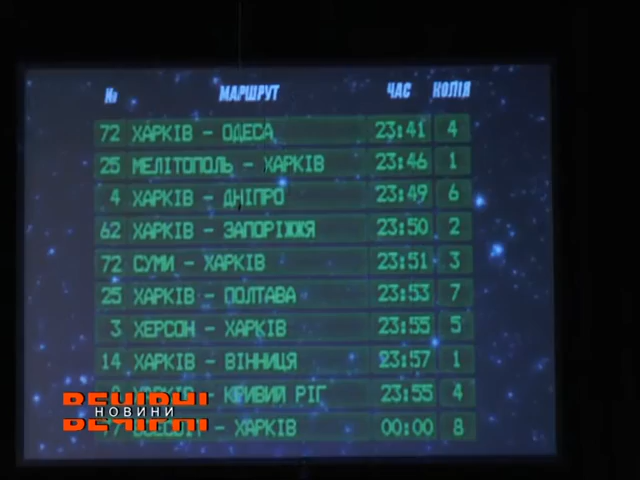 № МАРШРУТ ЧАС КОЛІЯ
72 ХАРКІВ - ОДЕСА 23:41 4
25 МЕЛІТОПОЛЬ - ХАРКІВ 23:46 1
4 ХАРКІВ - ДНІПРО 23:49 6
62 ХАРКІВ - ЗАПОРІЖЖЯ 23:50 2
72 СУМИ - ХАРКІВ 23:51 3
25 ХАРКІВ - ПОЛТАВА 23:53 7
3 ХЕРСОН - ХАРКІВ 23:55 5
14 ХАРКІВ - ВІННИЦЯ 23:57 1
ХАРКІВ - КРИВИЙ РІГ 23:55 4
- ХАРКІВ 00:00 8
ВЕЧІРНІ
НОВИНИ
ВЕЧІРНІ